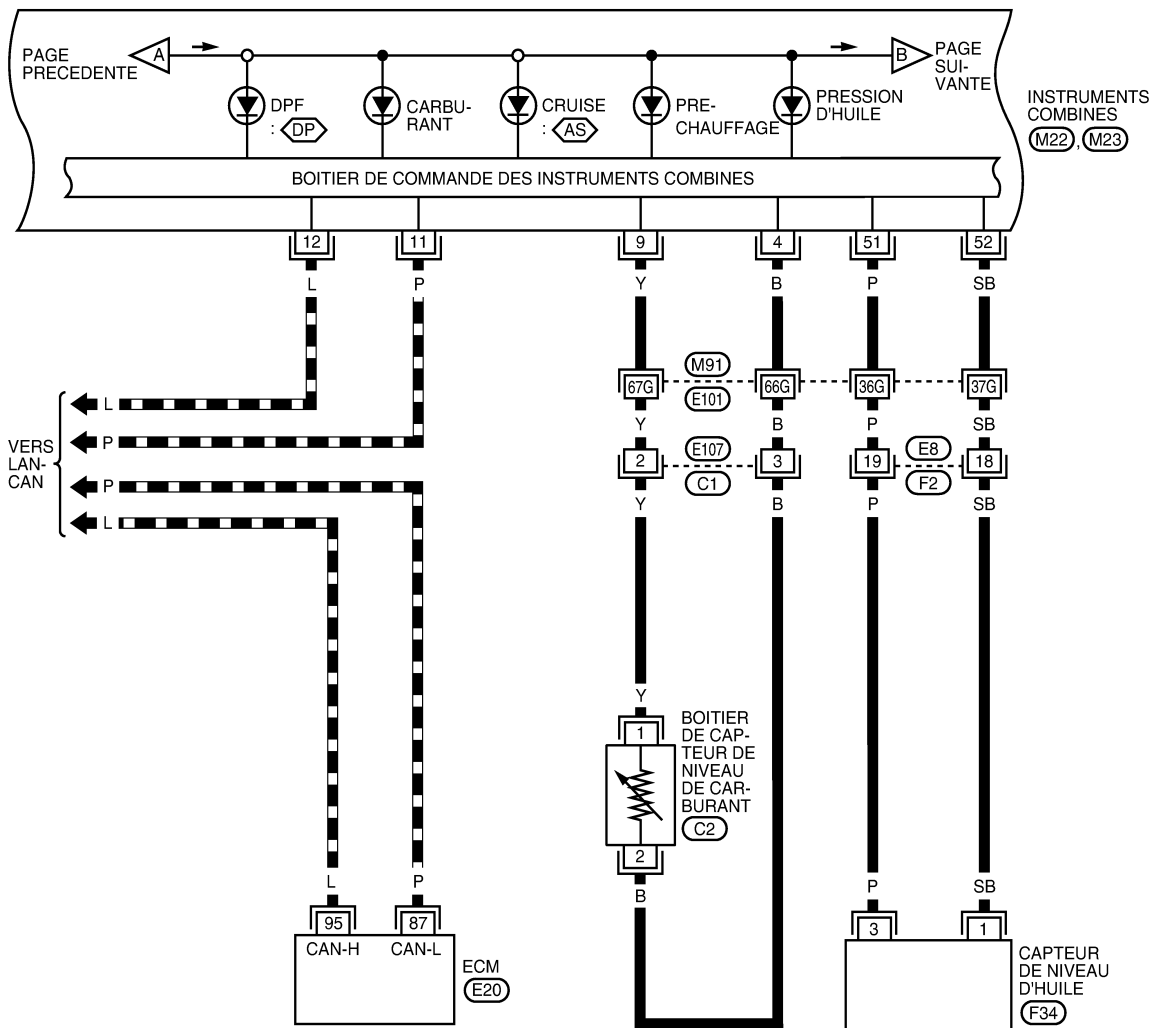 PAGE
PRECEDENTE
A
B
PAGE
SUI-
VANTE
DPF
: DP
CARBU-
RANT
CRUISE
: AS
PRE-
CHAUFFAGE
PRESSION
D'HUILE
INSTRUMENTS
COMBINES
M22, M23
BOITIER DE COMMANDE DES INSTRUMENTS COMBINES
12 11 9 4 51 52
L P Y B P SB
M91
67G 66G 36G 37G
E101
L
Y B P SB
P
VERS
LAN-
CAN
E107 E8
2 3 19 18
C1 F2
P
Y B P SB
L
Y
1
BOITIER
DE CAP-
TEUR DE
NIVEAU
DE CAR-
BURANT
C2
2
B
L P
P SB
95 87
CAN-H CAN-L
ECM
E20
3 1
CAPTEUR
DE NIVEAU
D'HUILE
F34